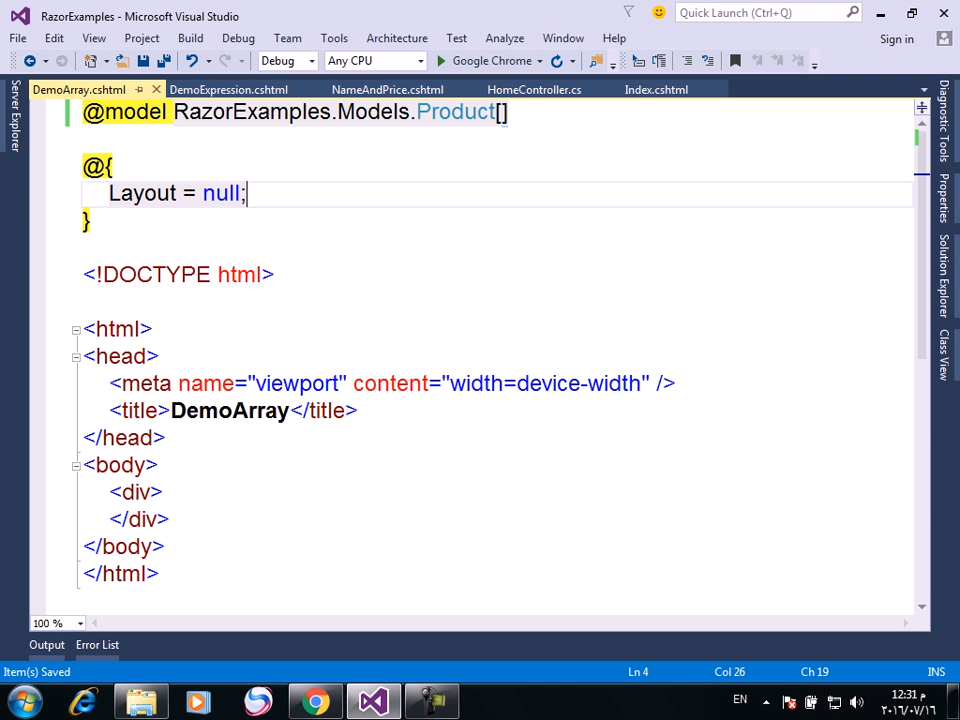 RazorExamples - Microsoft Visual Studio
Quick Launch (Ctrl+Q)
File Edit View Project Build Debug Team Tools Architecture Test Analyze Window Help
Sign in
Debug Any CPU Google Chrome
DemoArray.cshtml DemoExpression.cshtml NameAndPrice.cshtml HomeController.cs Index.cshtml
Server Explorer
Diagnostic Tools
Properties
Solution Explorer
Class View
@model RazorExamples.Models.Product[]
@{
Layout = null;
}
<!DOCTYPE html>
<html>
<head>
<meta name="viewport" content="width=device-width" />
<title>DemoArray</title>
</head>
<body>
<div>
</div>
</body>
</html>
100 %
Output Error List
Item(s) Saved Ln 4 Col 26 Ch 19 INS
EN
12:31 م
٢٠١٦/٠٧/١٦